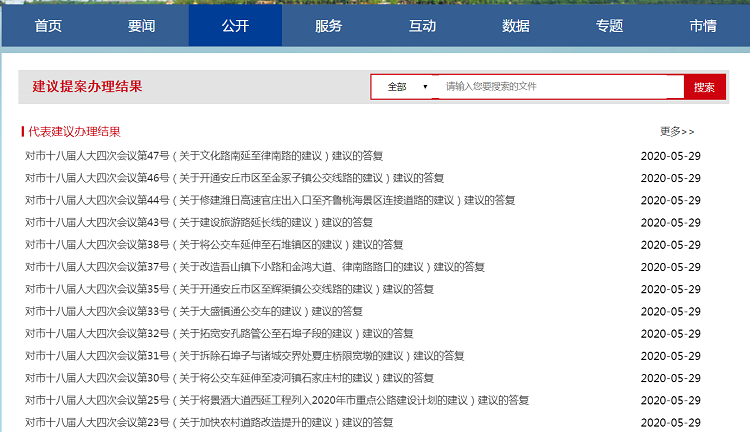 首页 要闻 公开 服务 互动 数据 专题 市情
建议提案办理结果 全部 ▼ 请输入您要搜索的文件 搜索
代表建议办理结果 更多>>
对市十八届人大四次会议第47号（关于文化路南延至律南路的建议）建议的答复 2020-05-29
对市十八届人大四次会议第46号（关于开通安丘市区至金冢子镇公交线路的建议）建议的答复 2020-05-29
对市十八届人大四次会议第44号（关于修建潍日高速官庄出入口至齐鲁桃海景区连接道路的建议）建议的答复 2020-05-29
对市十八届人大四次会议第43号（关于建设旅游路延长线的建议）建议的答复 2020-05-29
对市十八届人大四次会议第38号（关于将公交车延伸至石堆镇区的建议）建议的答复 2020-05-29
对市十八届人大四次会议第37号（关于改造吾山镇下小路和金鸿大道、律南路路口的建议）建议的答复 2020-05-29
对市十八届人大四次会议第35号（关于开通安丘市区至辉渠镇公交线路的建议）建议的答复 2020-05-29
对市十八届人大四次会议第33号（关于大盛镇通公交车的建议）建议的答复 2020-05-29
对市十八届人大四次会议第32号（关于拓宽安孔路管公至石埠子段的建议）建议的答复 2020-05-29
对市十八届人大四次会议第31号（关于拆除石埠子与诸城交界处夏庄桥限宽墩的建议）建议的答复 2020-05-29
对市十八届人大四次会议第30号（关于将公交车延伸至凌河镇石家庄村的建议）建议的答复 2020-05-29
对市十八届人大四次会议第25号（关于将景酒大道西延工程列入2020年市重点公路建设计划的建议）建议的答复 2020-05-29
对市十八届人大四次会议第23号（关于加快农村道路改造提升的建议）建议的答复 2020-05-29